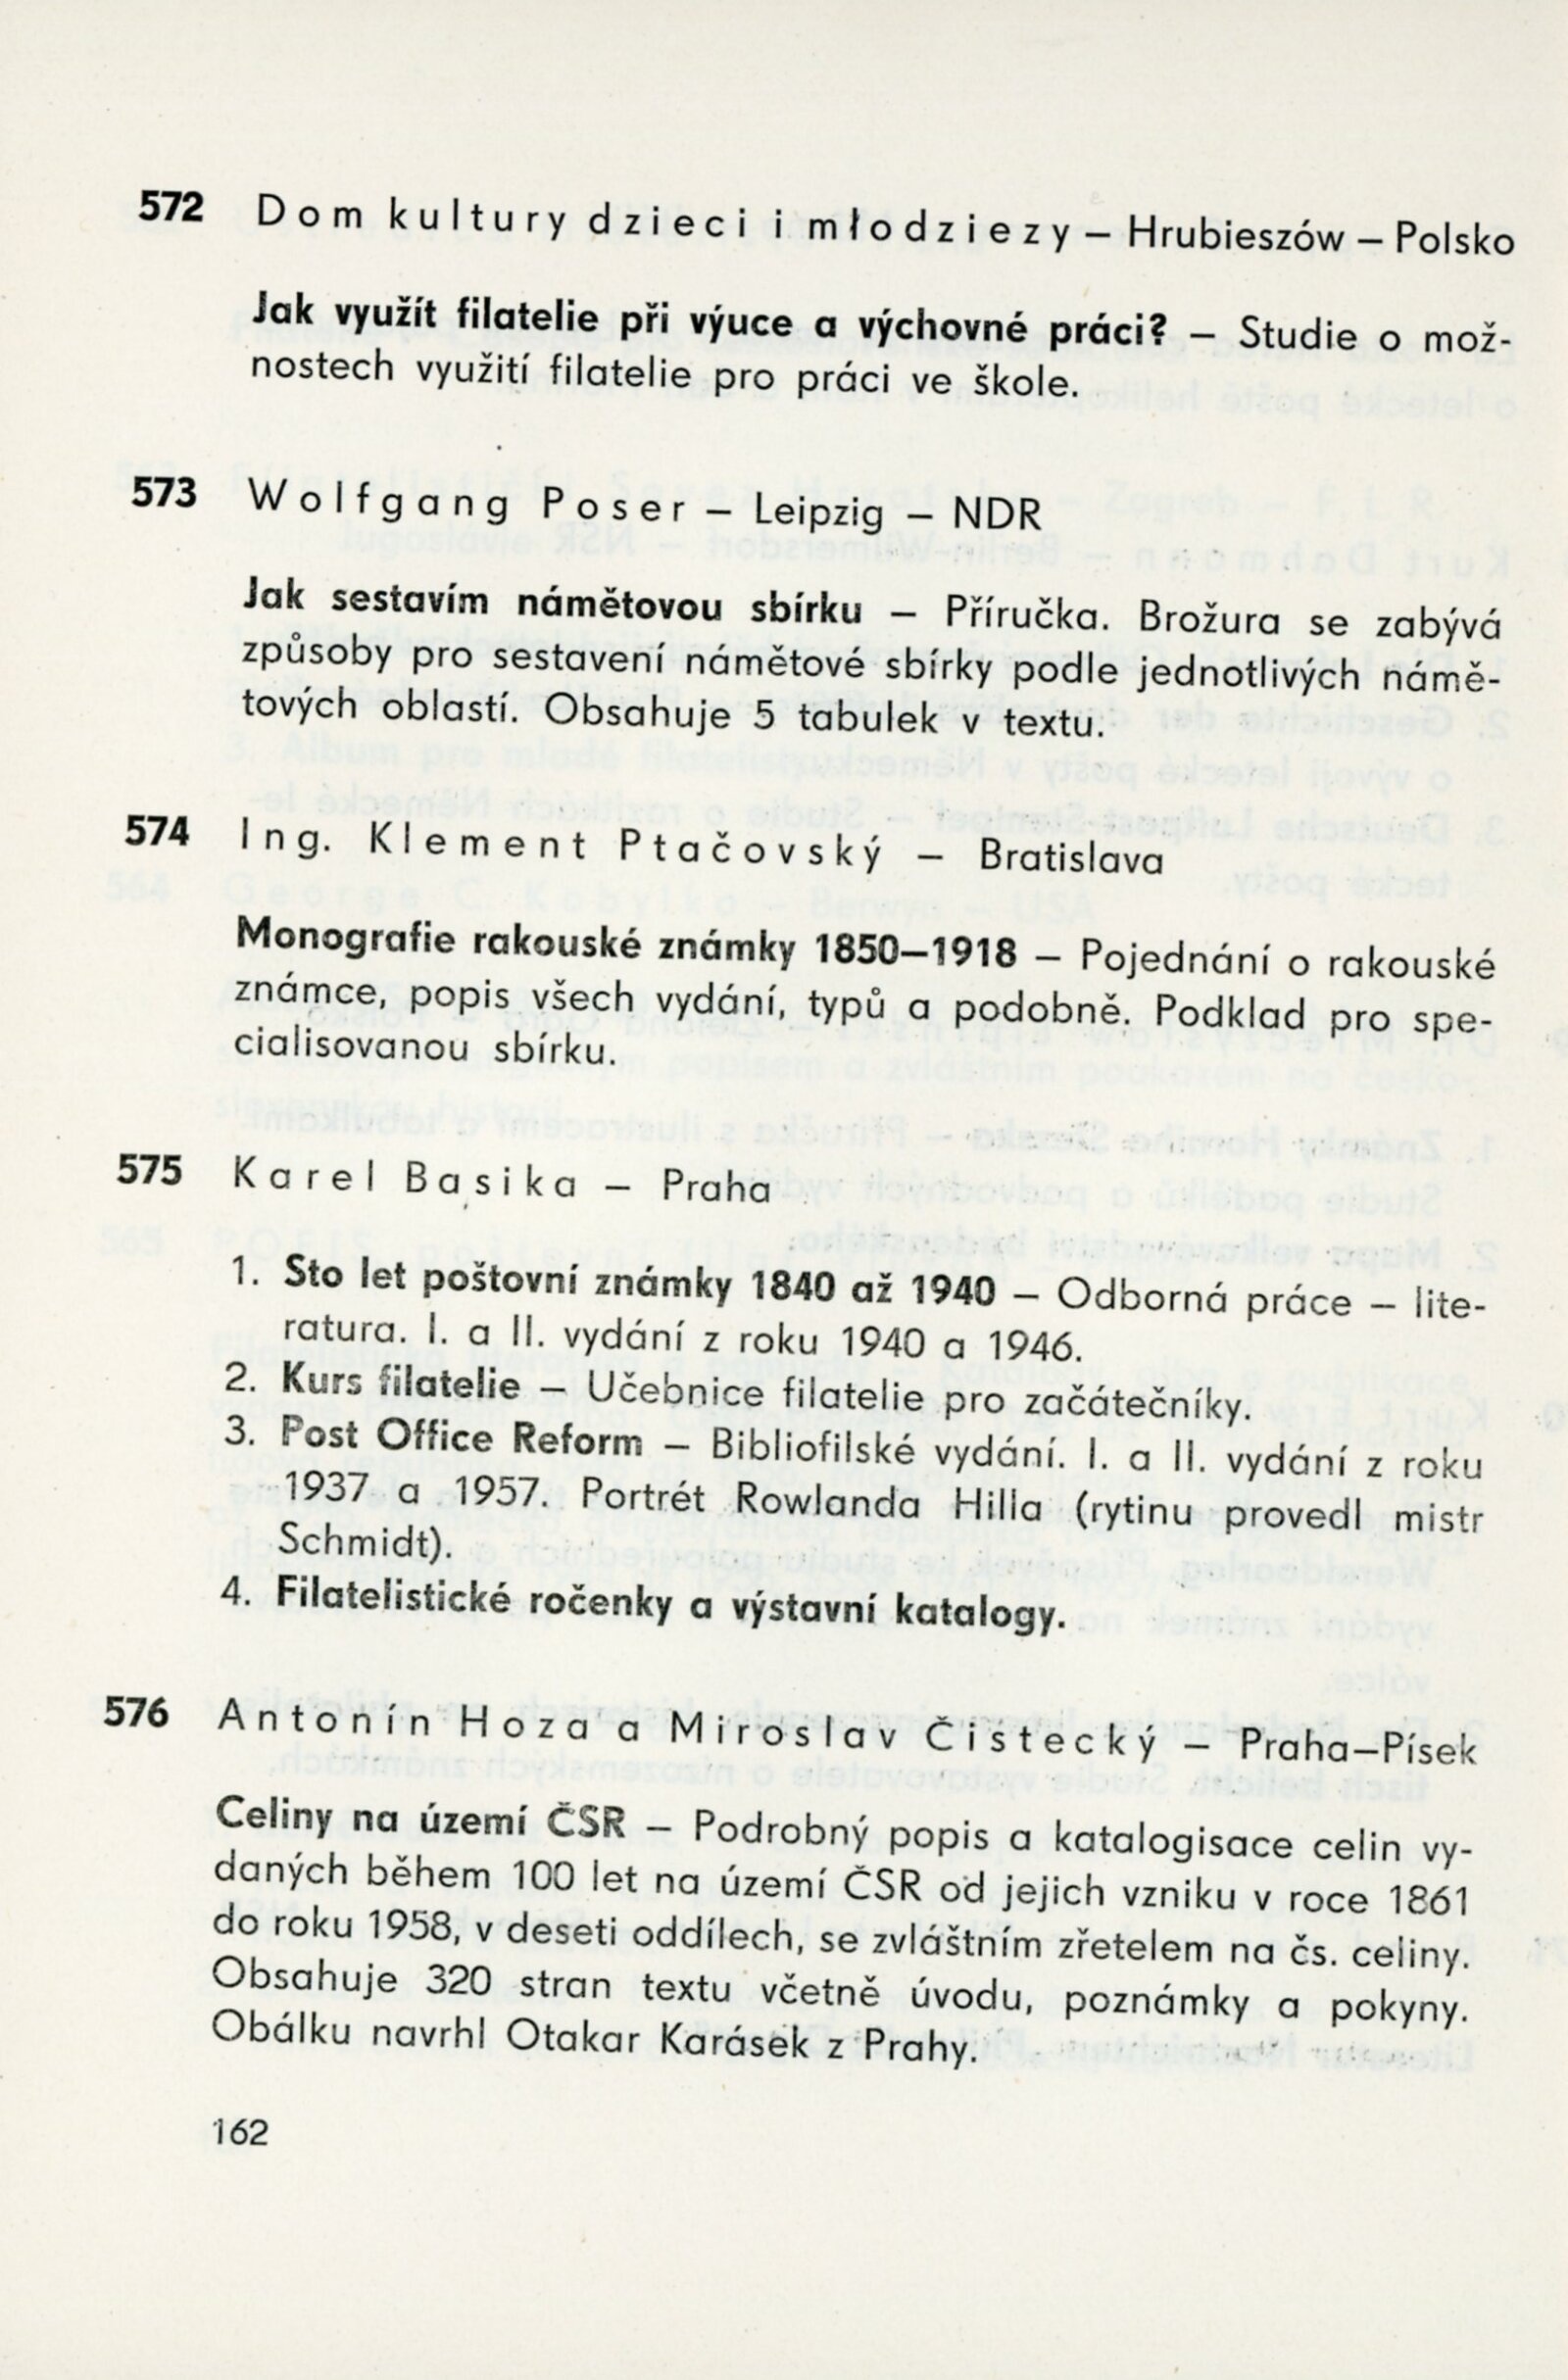 572 Dom kultury dzieci i młodziezy – Hrubieszów – Polsko
Jak využít filatelie při výuce a výchovné práci? – Studie o mož-
nostech využití filatelie pro práci ve škole.
573 Wolfgang Poser – Leipzig – NDR
Jak sestavím námětovou sbírku – Příručka. Brožura se zabývá
způsoby pro sestavení námětové sbírky podle jednotlivých námě-
tových oblastí. Obsahuje 5 tabulek v textu.
574 Ing. Klement Ptačovský – Bratislava
Monografie rakouské známky 1850–1918 – Pojednání o rakouské
známce, popis všech vydání, typů a podobně. Podklad pro spe-
cialisovanou sbírku.
575 Karel Basika – Praha
1. Sto let poštovní známky 1840 až 1940 – Odborná práce – lite-
ratura. I. a II. vydání z roku 1940 a 1946.
2. Kurs filatelie – Učebnice filatelie pro začátečníky.
3. Post Office Reform – Bibliofilské vydání. I. a II. vydání z roku
1937 a 1957. Portrét Rowlanda Hilla (rytinu provedl mistr
Schmidt).
4. Filatelistické ročenky a výstavní katalogy.
576 Antonín Hoza a Miroslav Čistecký – Praha–Písek
Celiny na území ČSR – Podrobný popis a katalogisace celin vy-
daných během 100 let na území ČSR od jejich vzniku v roce 1861
do roku 1958, v deseti oddílech, se zvláštním zřetelem na čs. celiny.
Obsahuje 320 stran textu včetně úvodu, poznámky a pokyny.
Obálku navrhl Otakar Karásek z Prahy.
162